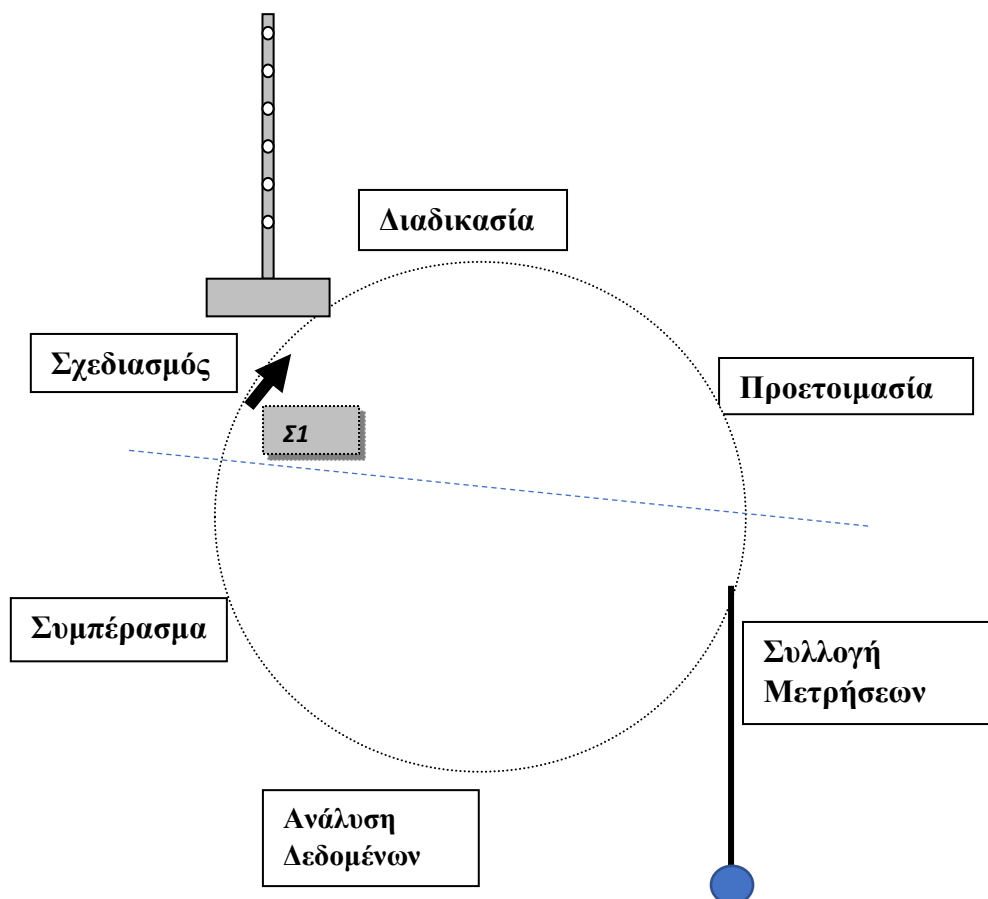 Διαδικασία
Σχεδιασμός
Προετοιμασία
Σ1
Συμπέρασμα
Συλλογή
Μετρήσεων
Ανάλυση
Δεδομένων